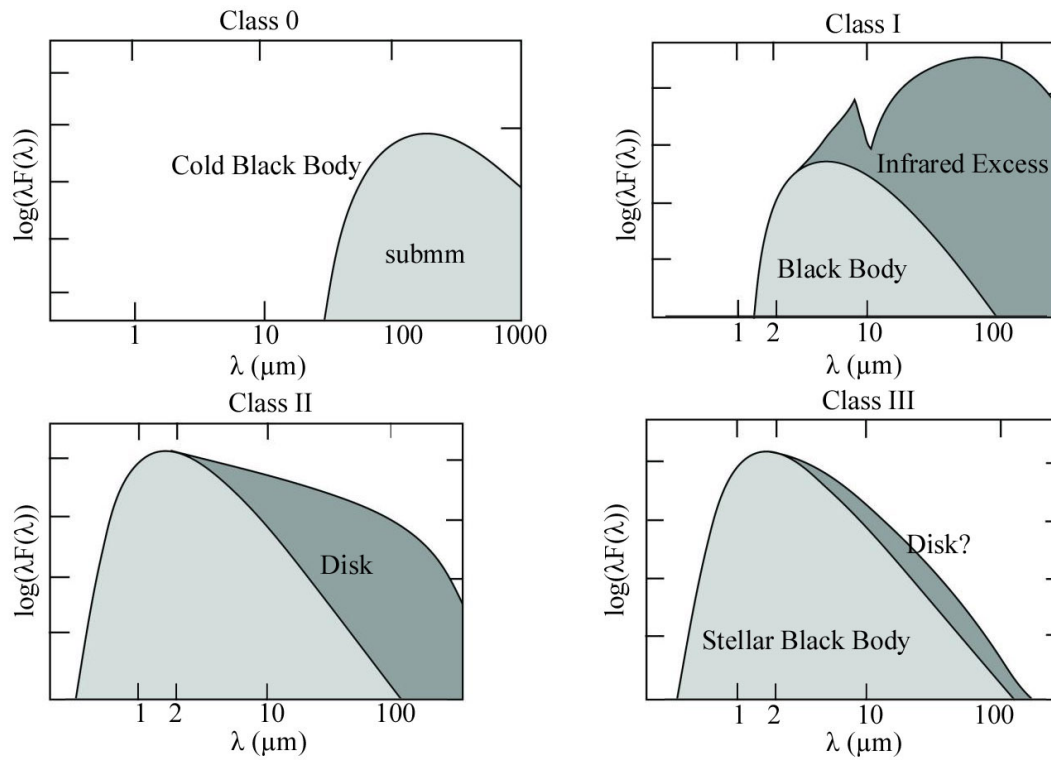 Class 0
log(λF(λ))
Cold Black Body
submm
1 10 100 1000
λ (μm)
Class I
log(λF(λ))
Infrared Excess
Black Body
1 2 10 100
λ (μm)
Class II
log(λF(λ))
Disk
1 2 10 100
λ (μm)
Class III
log(λF(λ))
Disk?
Stellar Black Body
1 2 10 100
λ (μm)